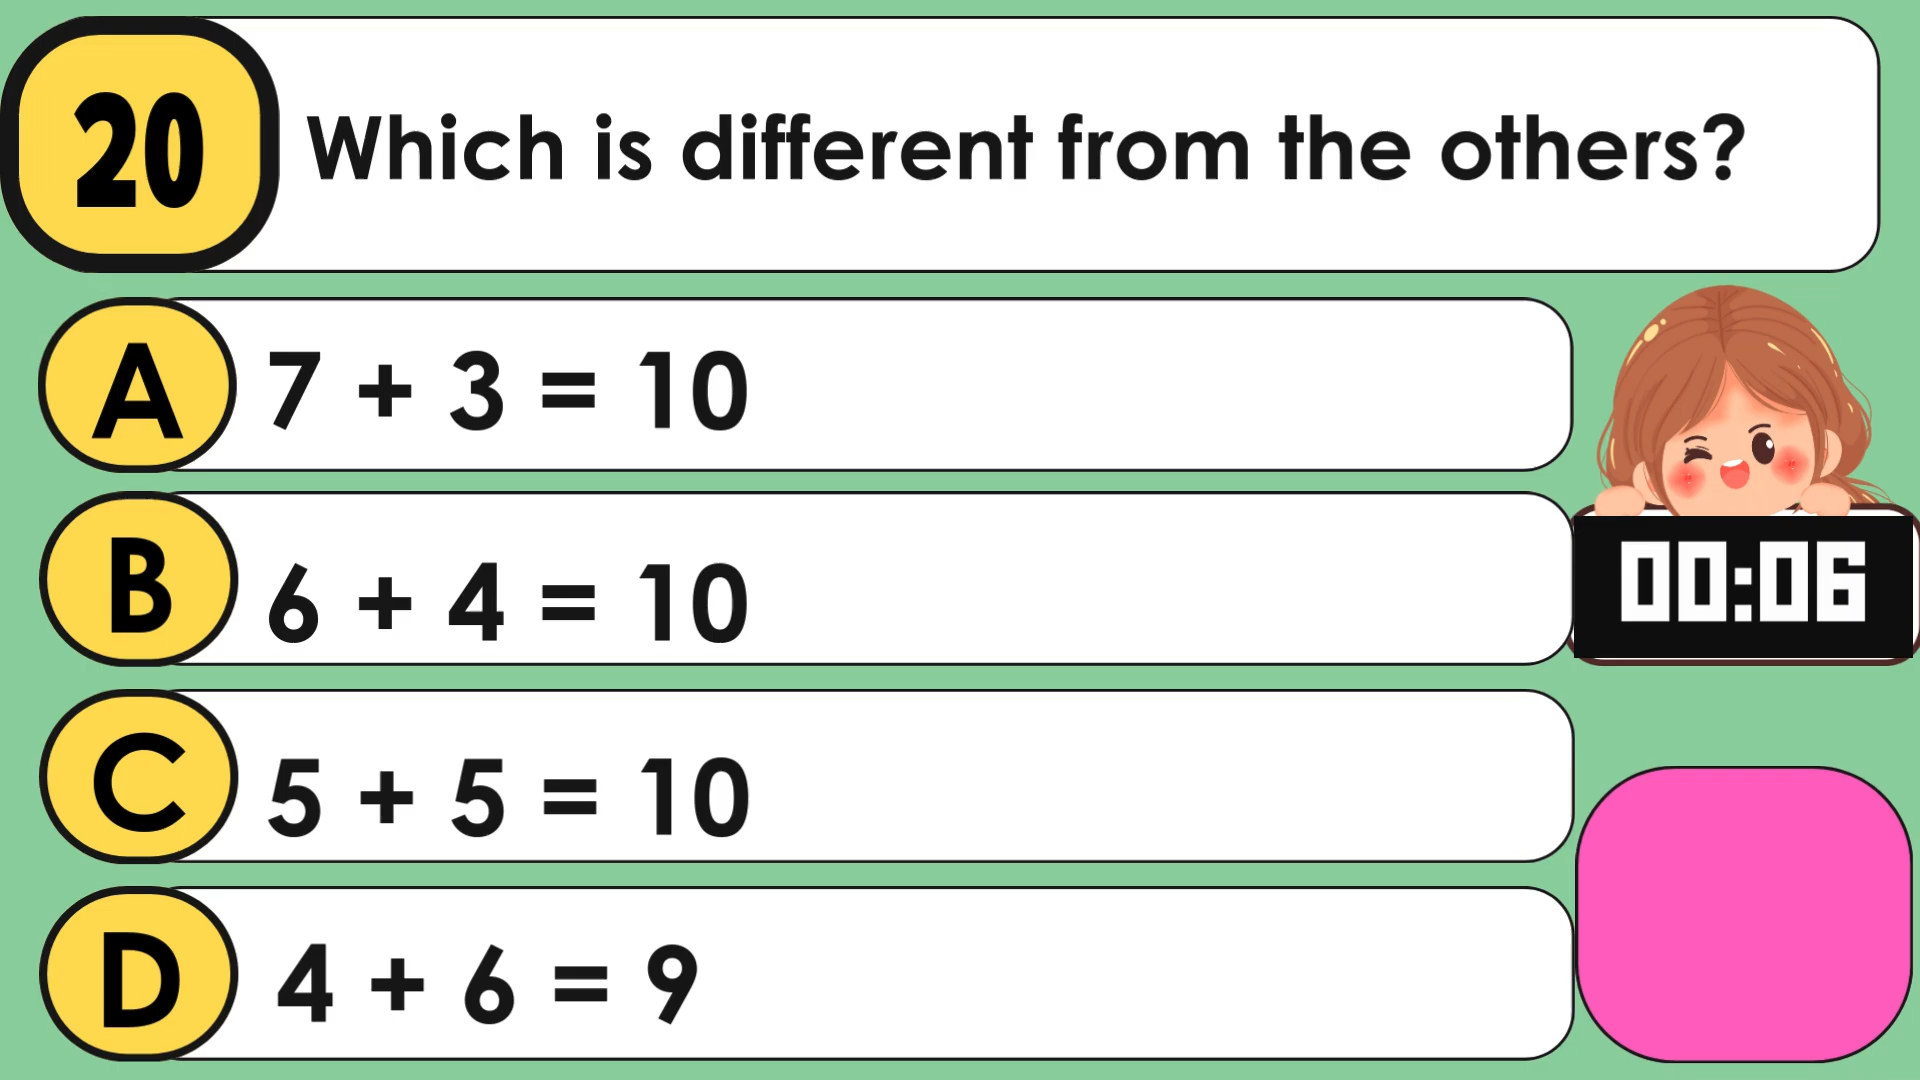 20 Which is different from the others?
A 7 + 3 = 10
B 6 + 4 = 10
00:06
C 5 + 5 = 10
D 4 + 6 = 9